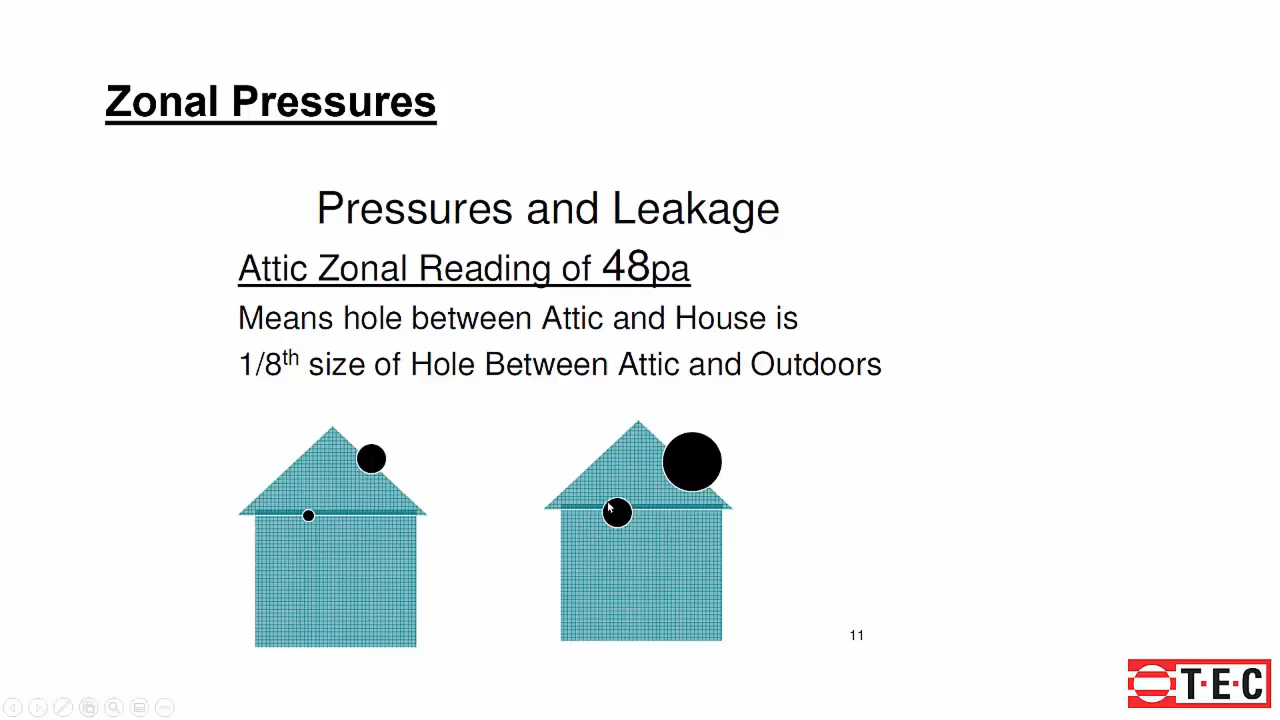 Zonal Pressures
Pressures and Leakage
Attic Zonal Reading of 48pa
Means hole between Attic and House is
1/8th size of Hole Between Attic and Outdoors
11
T·E·C